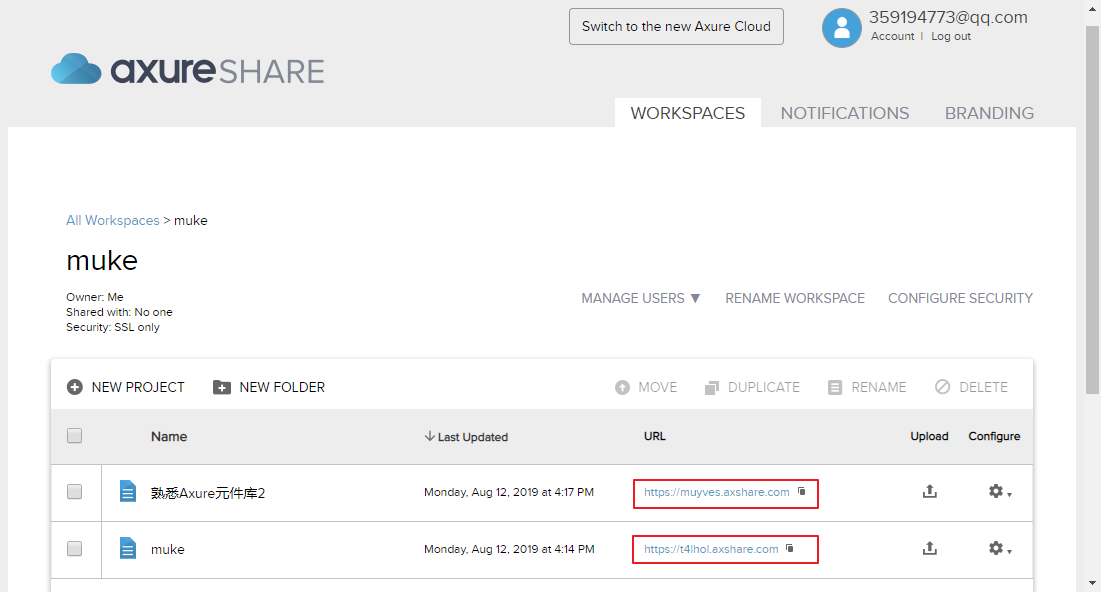 Switch to the new Axure Cloud
359194773@qq.com
Account | Log out
axure SHARE
WORKSPACES NOTIFICATIONS BRANDING
All Workspaces > muke
muke
Owner: Me
Shared with: No one
Security: SSL only
MANAGE USERS ▼ RENAME WORKSPACE CONFIGURE SECURITY
NEW PROJECT NEW FOLDER MOVE DUPLICATE RENAME DELETE
Name Last Updated URL Upload Configure
熟悉Axure元件库2 Monday, Aug 12, 2019 at 4:17 PM https://muyves.axshare.com
muke Monday, Aug 12, 2019 at 4:14 PM https://t4lhol.axshare.com